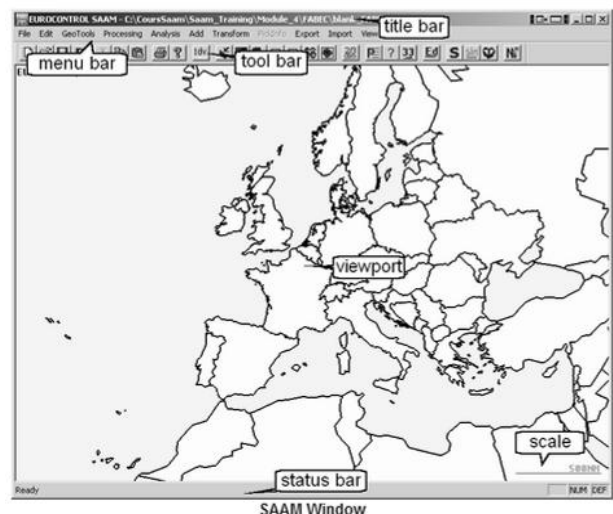 EUROCONTROL SAAM - C:\CoursSaam\Saam_Training\Module_4\FABEC\blank
title bar
File Edit GeoTools Processing Analysis Add Transform Export Import View
menu bar
tool bar
viewport
scale
500NM
status bar
Ready NUM DEF
SAAM Window